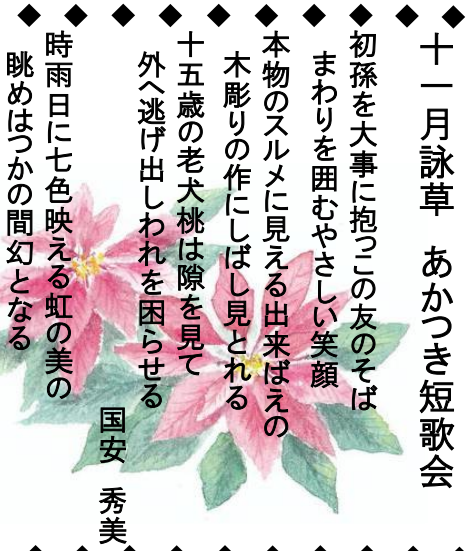 十一月詠草　あかつき短歌会
初孫を大事に抱っこの友のそば
まわりを囲むやさしい笑顔
本物のスルメに見える出来ばえの
木彫りの作にしばし見とれる
十五歳の老犬桃は隙を見て
外へ逃げ出しわれを困らせる
時雨日に七色映える虹の美の
眺めはつかの間幻となる
国安　秀美